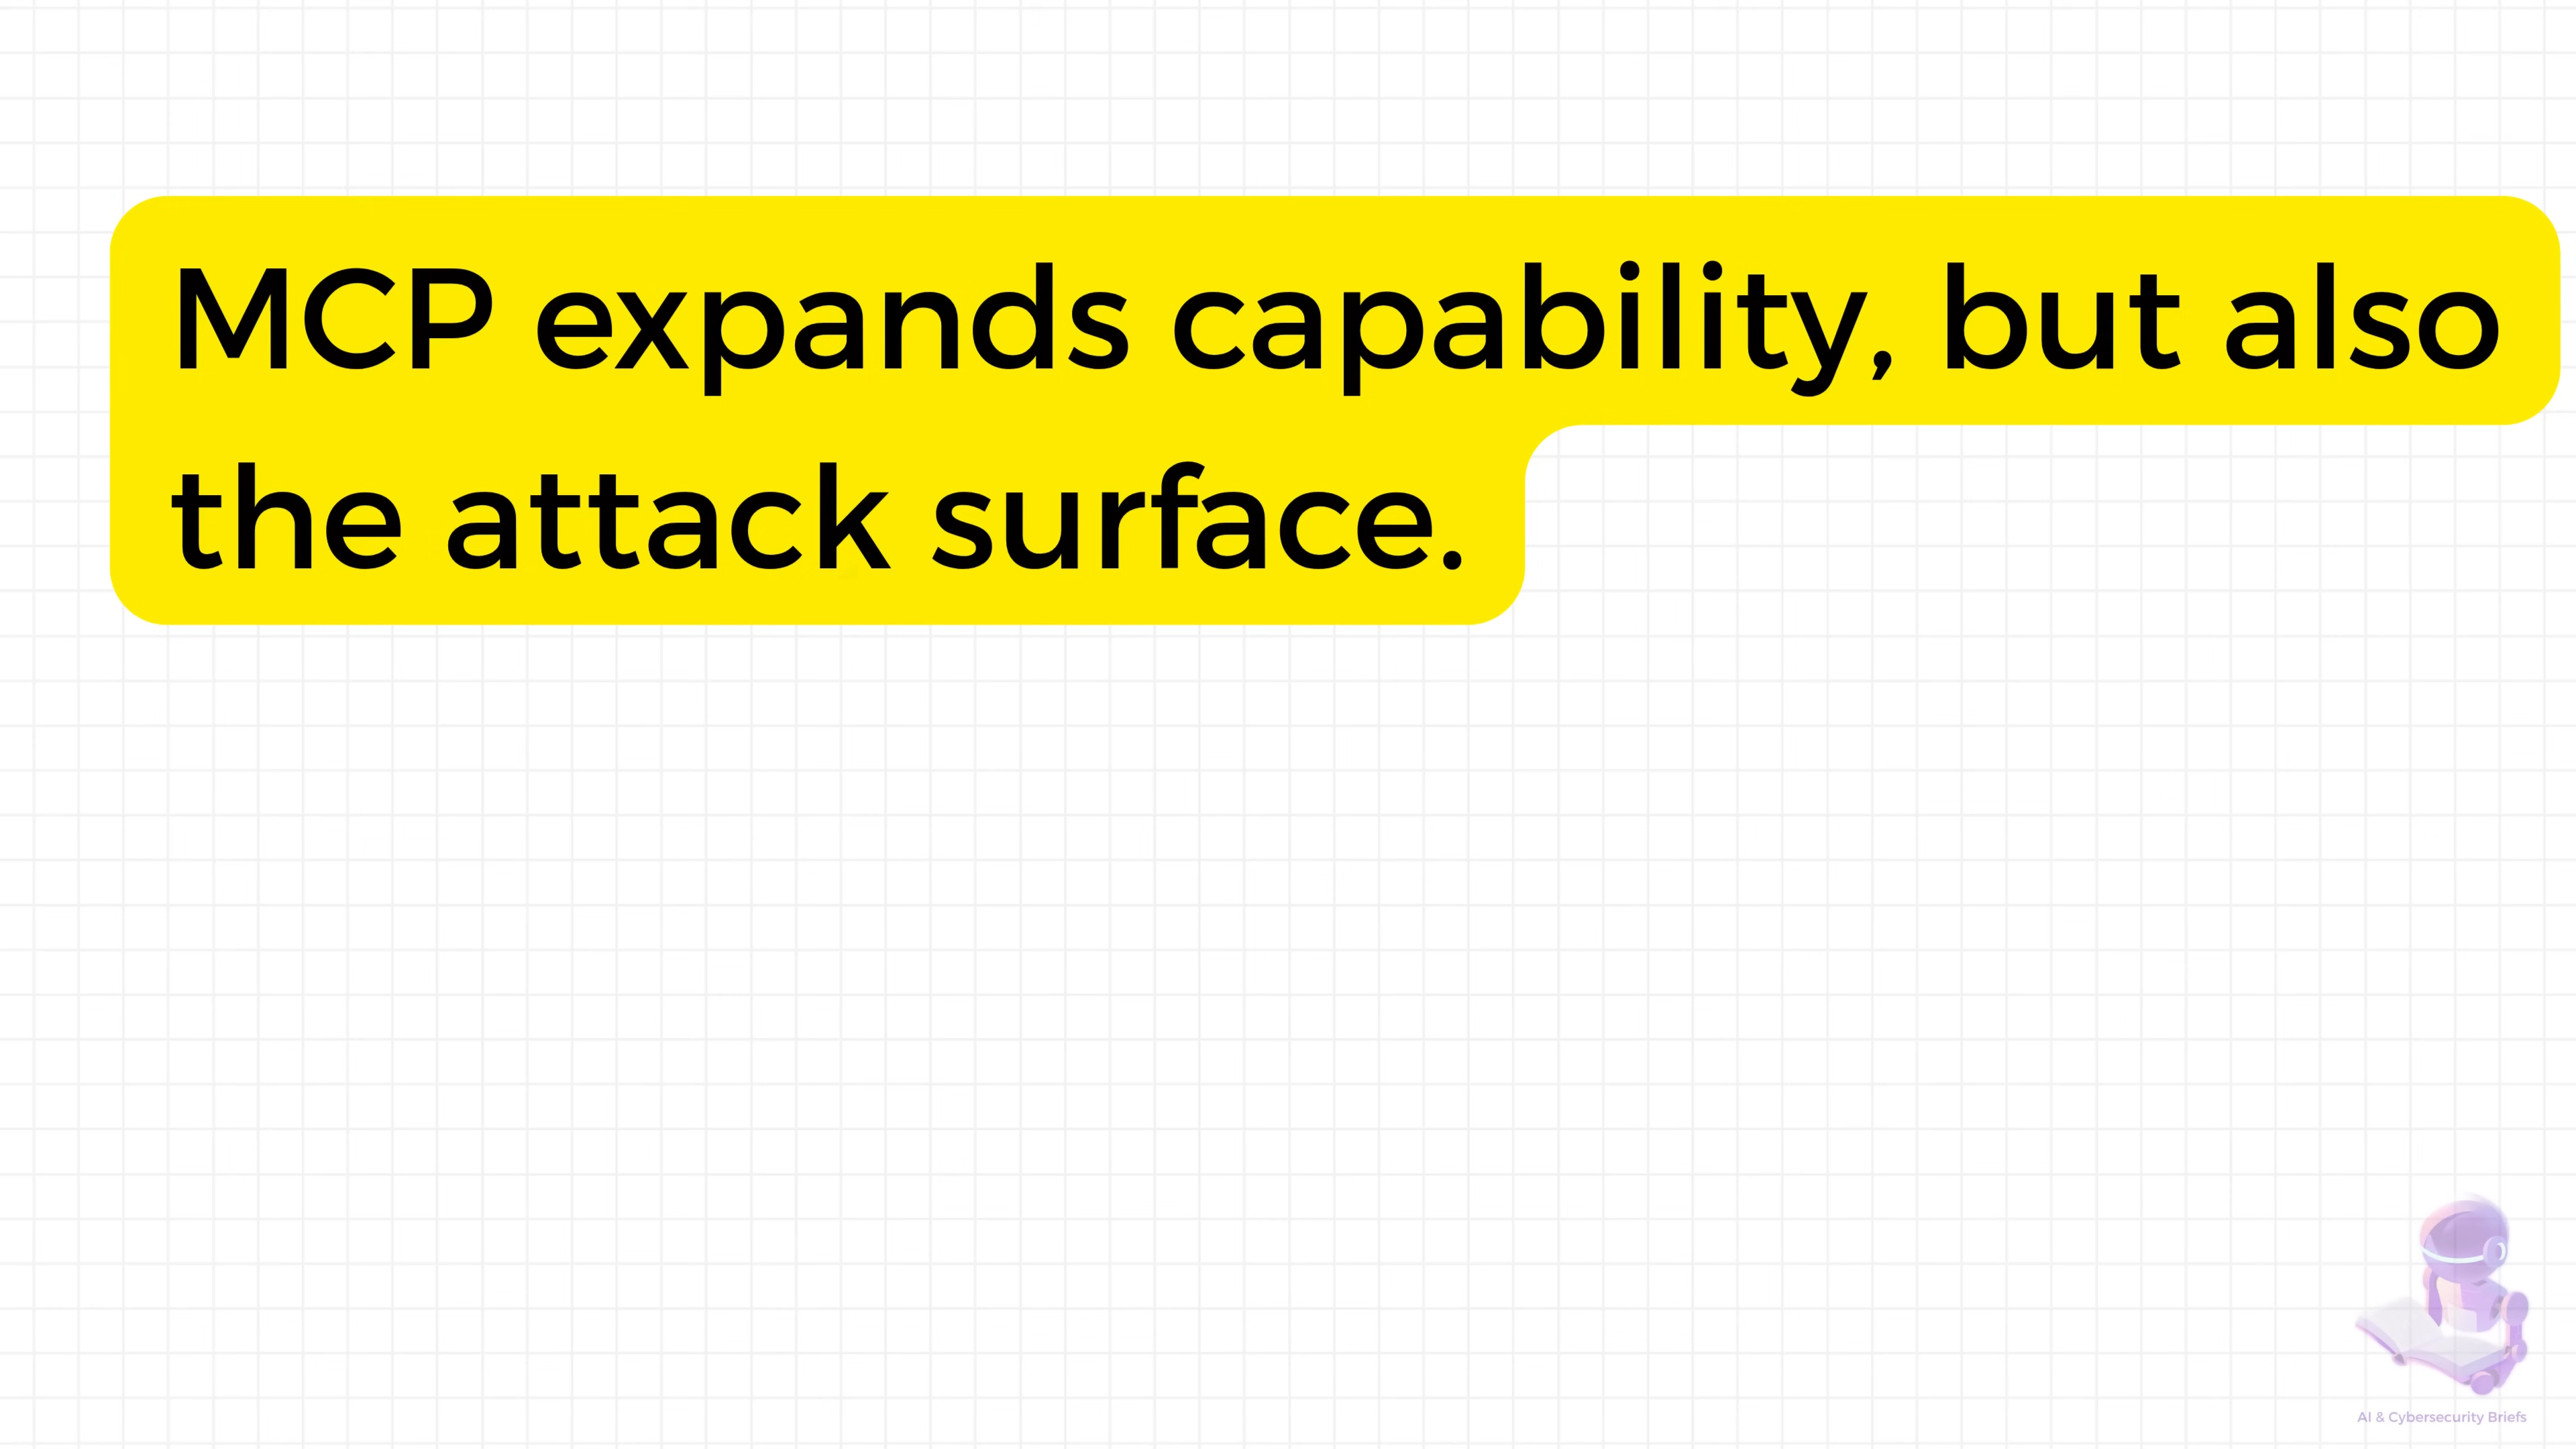 MCP expands capability, but also
the attack surface.
AI & Cybersecurity Briefs